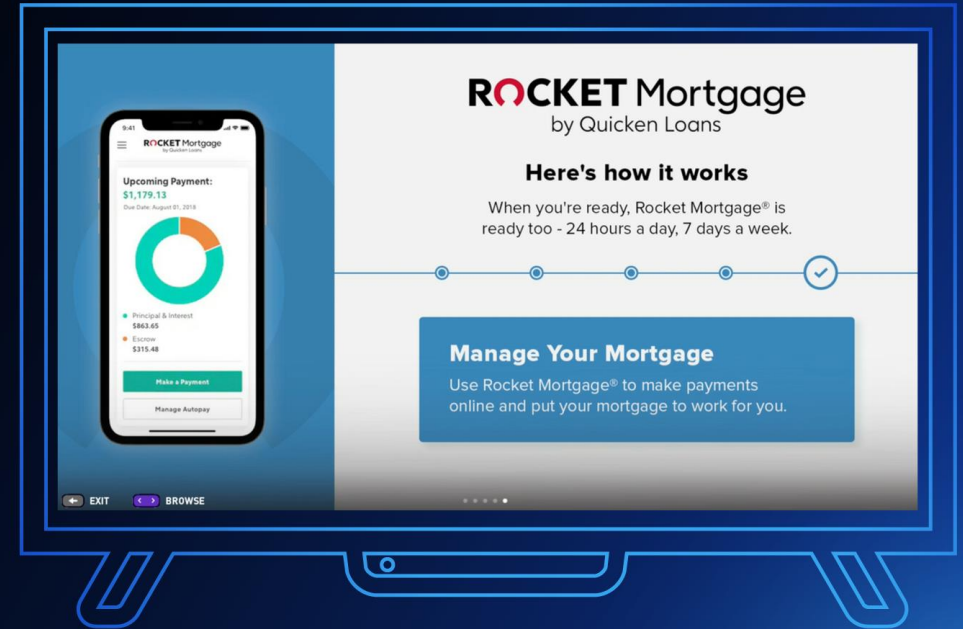 9:41
ROCKET Mortgage
by Quicken Loans
Upcoming Payment:
$1,179.13
Due Date: August 01, 2018
Principal & Interest
$863.65
Escrow
$315.48
Make a Payment
Manage Autopay
ROCKET Mortgage
by Quicken Loans
Here's how it works
When you're ready, Rocket Mortgage® is
ready too - 24 hours a day, 7 days a week.
Manage Your Mortgage
Use Rocket Mortgage® to make payments
online and put your mortgage to work for you.
EXIT
BROWSE